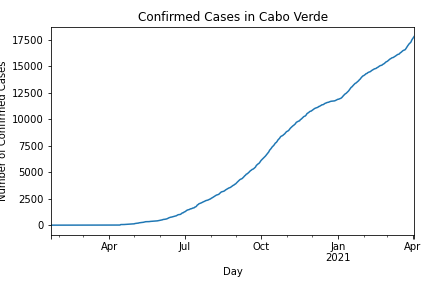 Confirmed Cases in Cabo Verde
Number of Confirmed Cases
17500
15000
12500
10000
7500
5000
2500
0
Apr
Jul
Oct
Jan
2021
Apr
Day